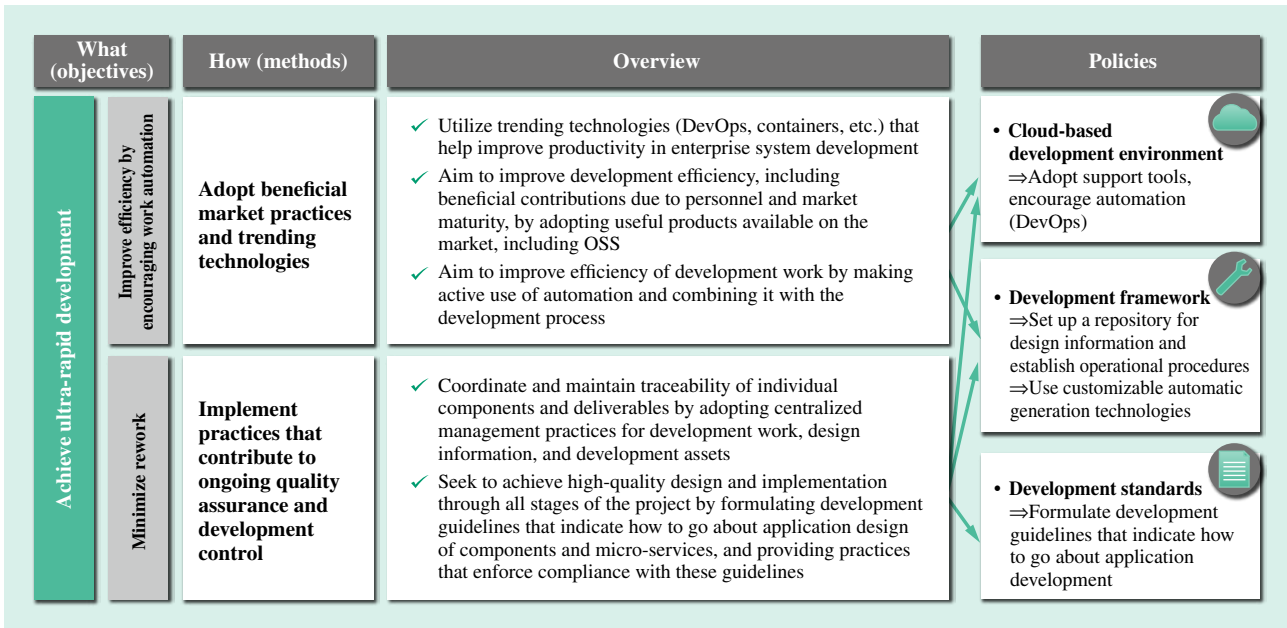 What
(objectives)
How (methods)
Overview
Policies
Achieve ultra-rapid development
Improve efficiency by
encouraging work automation
Adopt beneficial
market practices
and trending
technologies
✓ Utilize trending technologies (DevOps, containers, etc.) that
help improve productivity in enterprise system development
✓ Aim to improve development efficiency, including
beneficial contributions due to personnel and market
maturity, by adopting useful products available on the
market, including OSS
✓ Aim to improve efficiency of development work by making
active use of automation and combining it with the
development process
Minimize rework
Implement
practices that
contribute to
ongoing quality
assurance and
development
control
✓ Coordinate and maintain traceability of individual
components and deliverables by adopting centralized
management practices for development work, design
information, and development assets
✓ Seek to achieve high-quality design and implementation
through all stages of the project by formulating development
guidelines that indicate how to go about application design
of components and micro-services, and providing practices
that enforce compliance with these guidelines
• Cloud-based
development environment
⇒Adopt support tools,
encourage automation
(DevOps)
• Development framework
⇒Set up a repository for
design information and
establish operational procedures
⇒Use customizable automatic
generation technologies
• Development standards
⇒Formulate development
guidelines that indicate how
to go about application
development